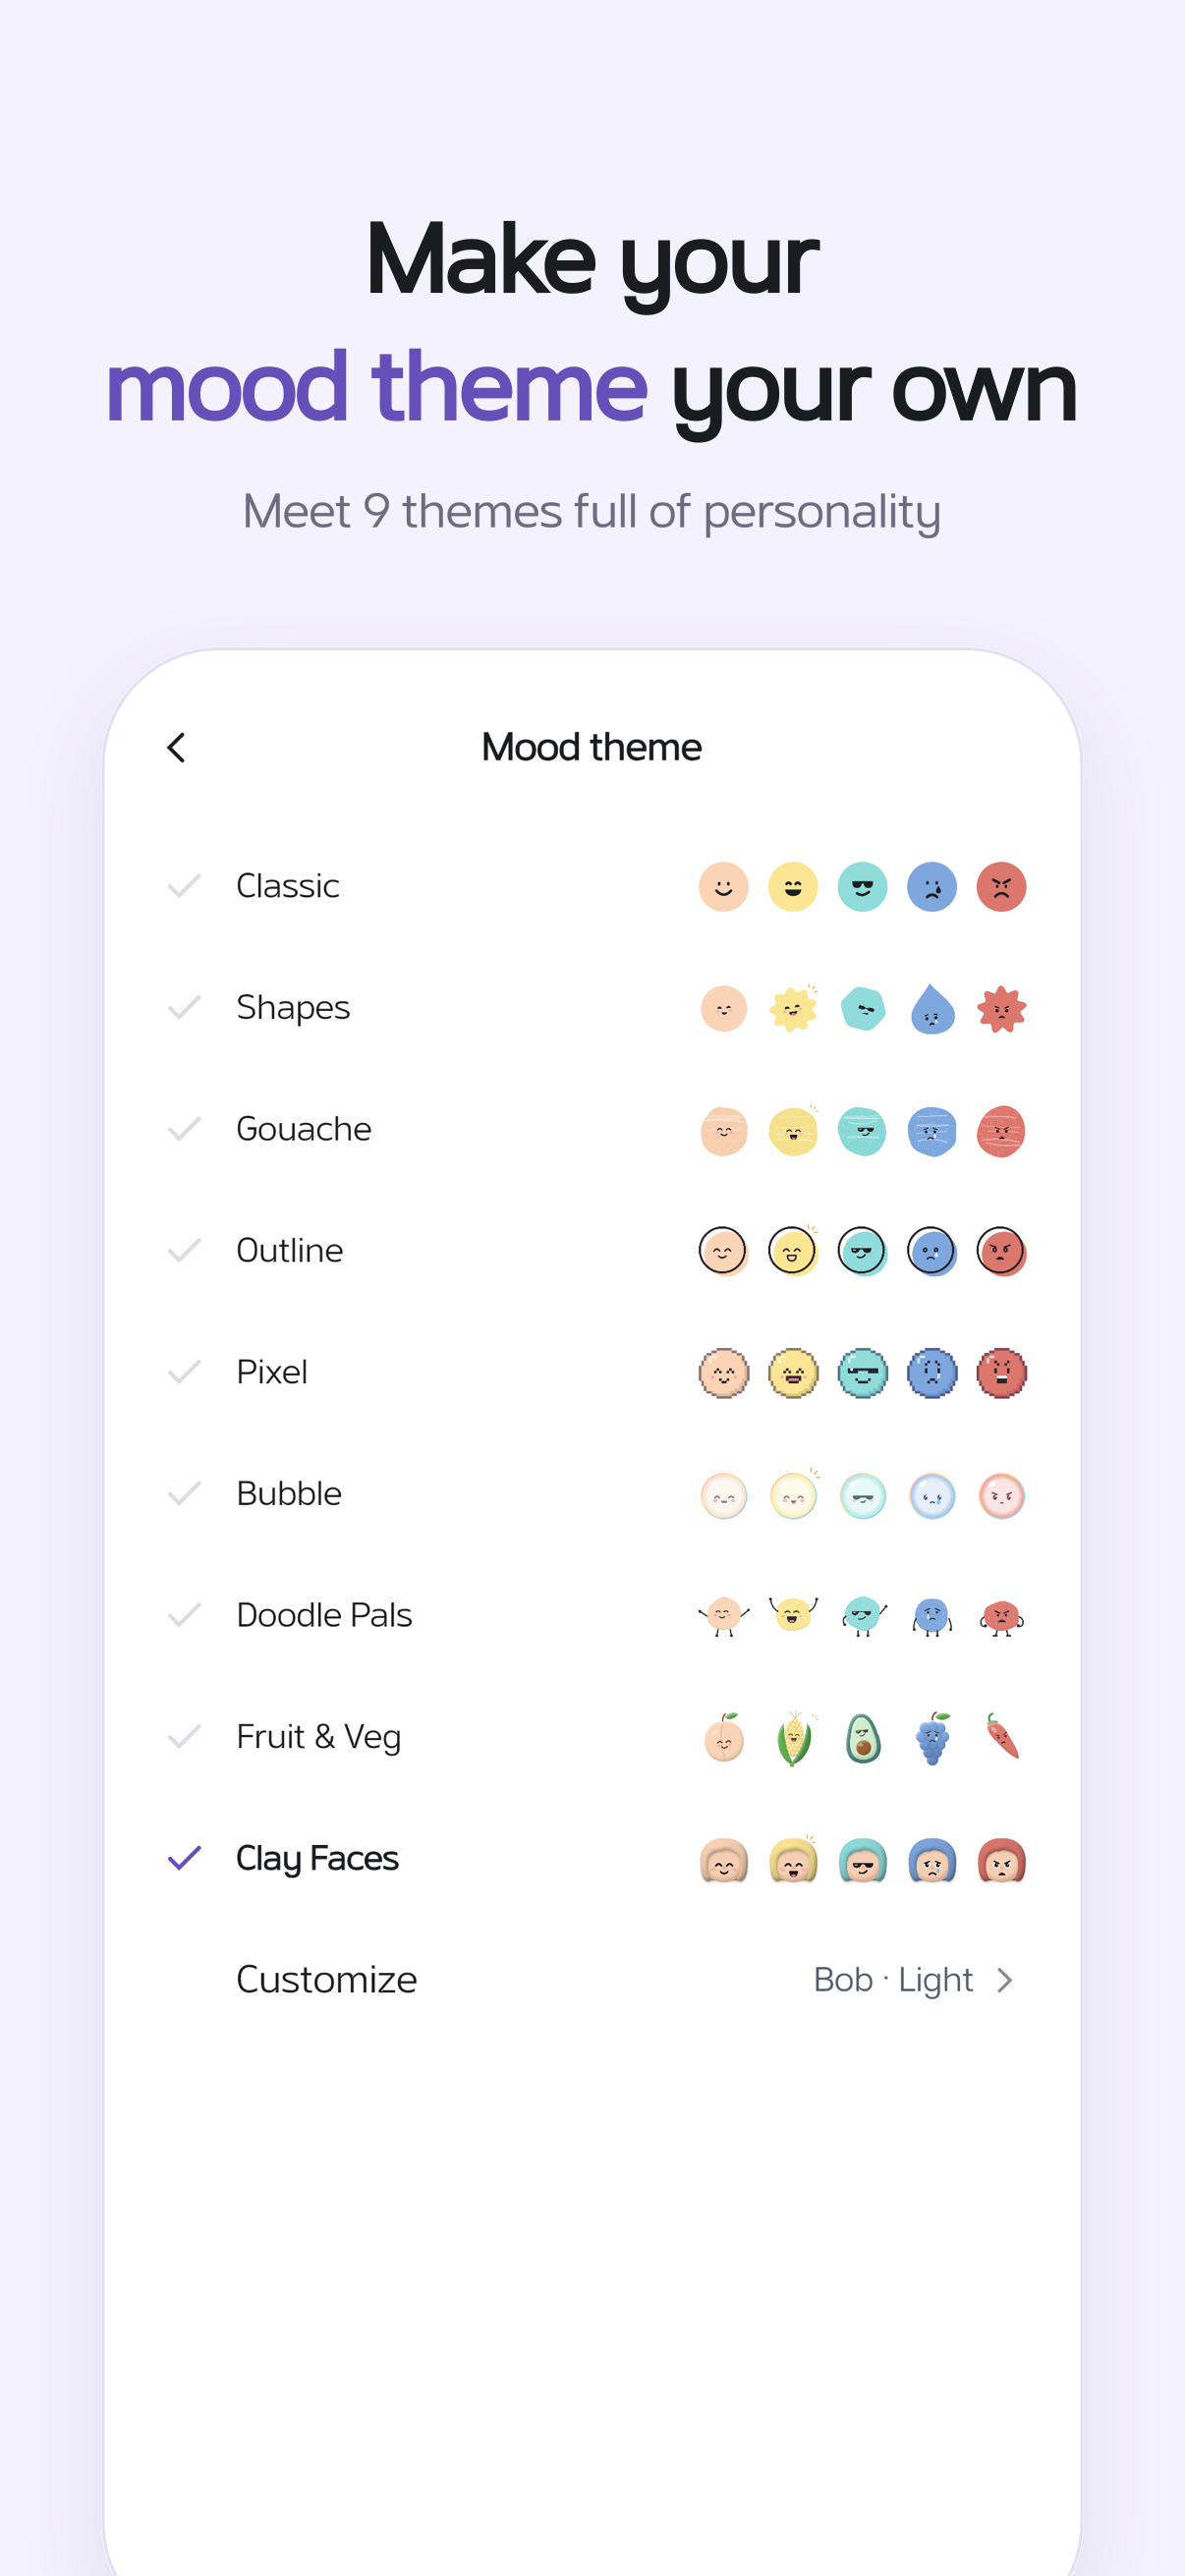 Make your
mood theme your own
Meet 9 themes full of personality
Mood theme
Classic
Shapes
Gouache
Outline
Pixel
Bubble
Doodle Pals
Fruit & Veg
Clay Faces
Customize Bob · Light